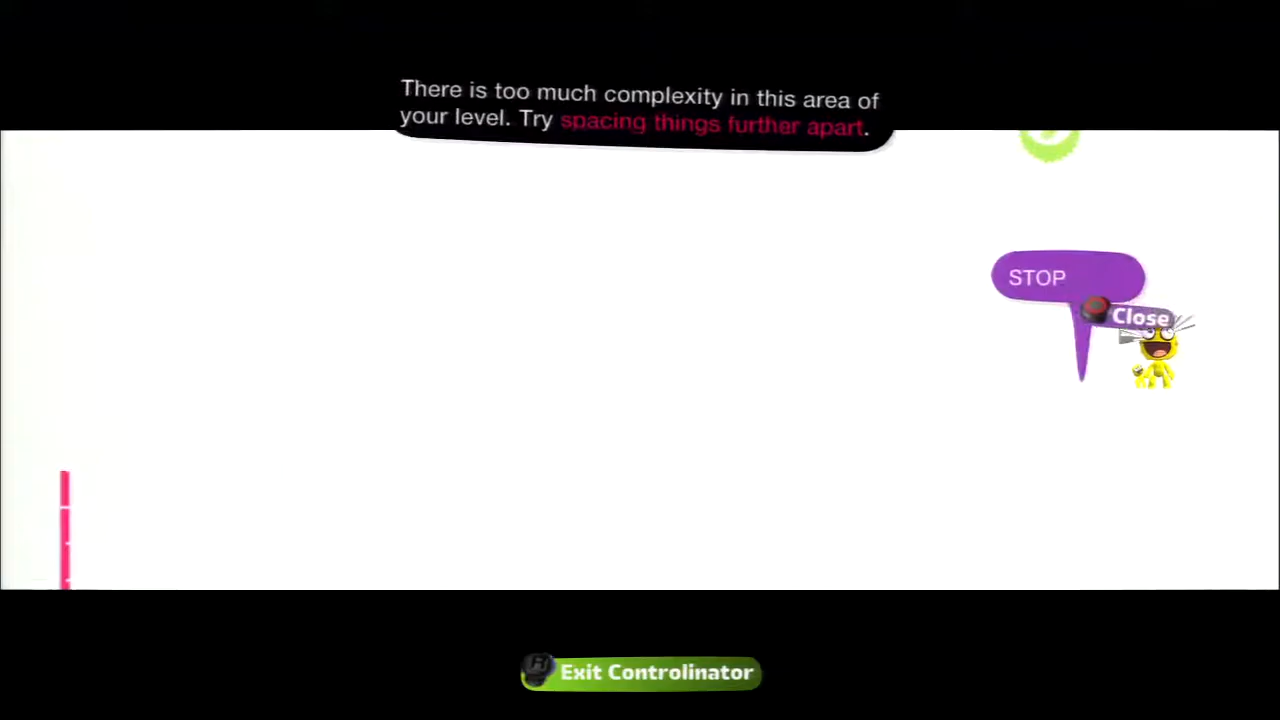 There is too much complexity in this area of
your level. Try spacing things further apart.
STOP
Close
Exit Controlinator